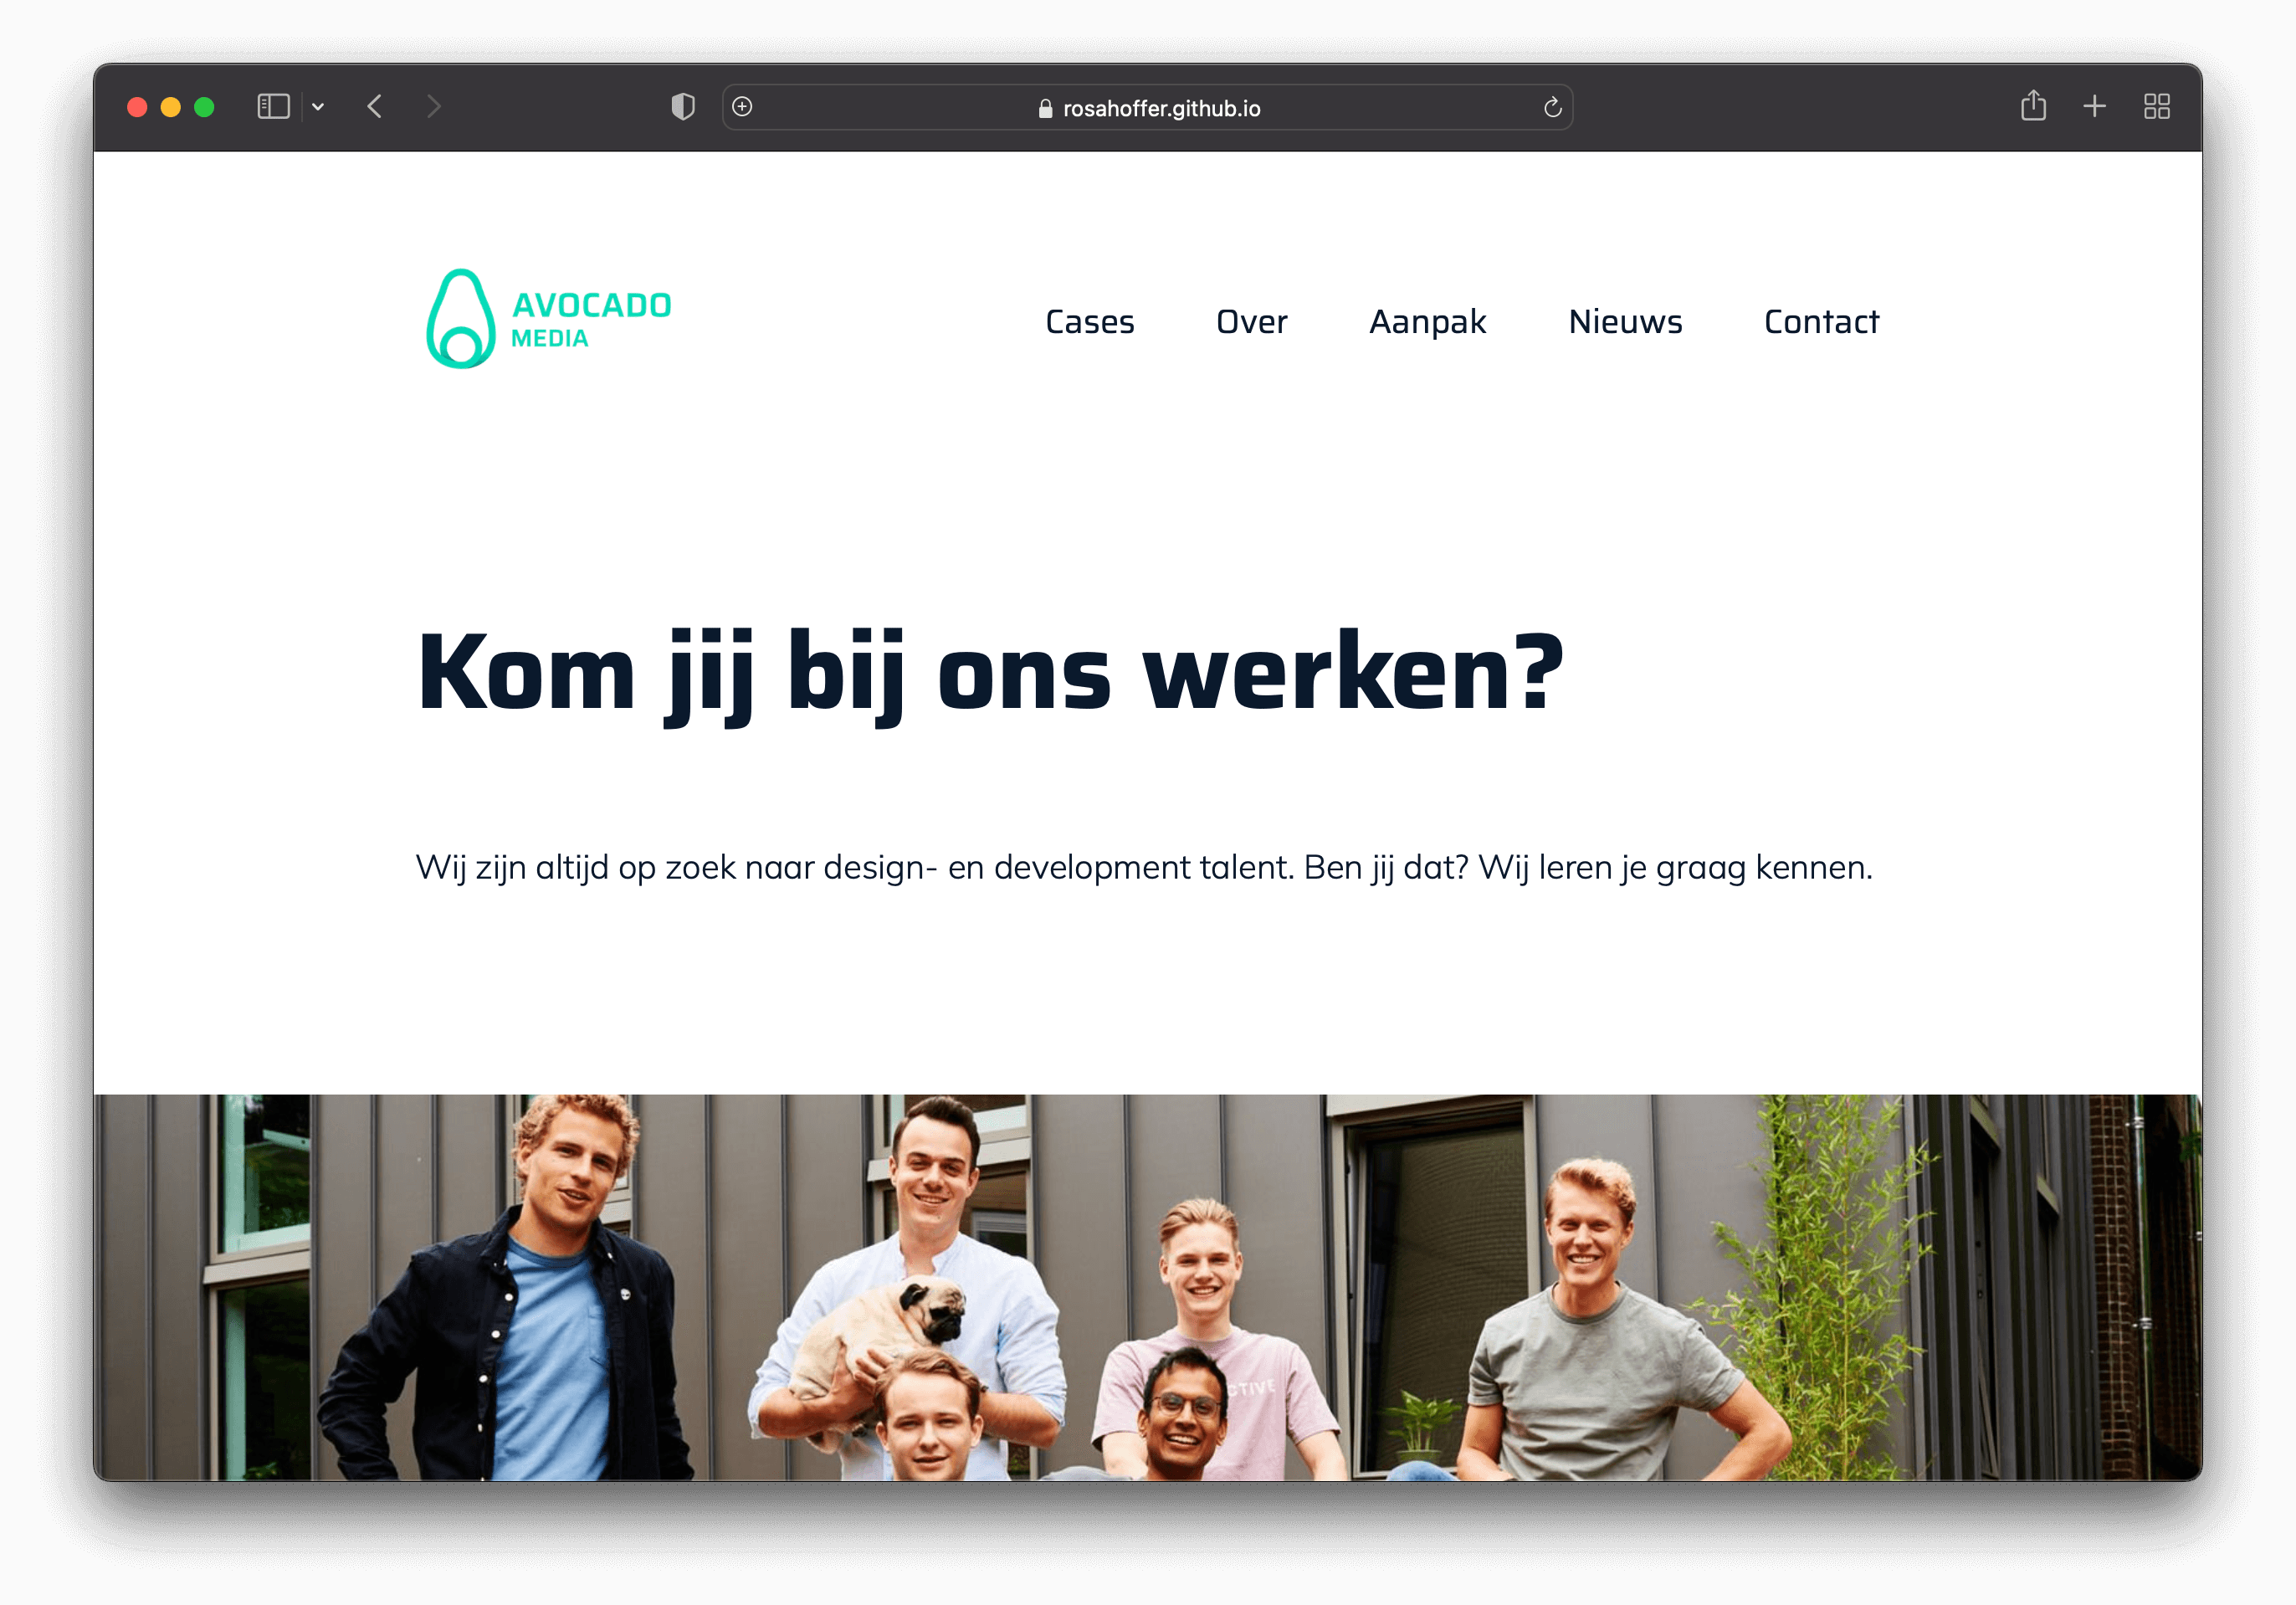 rosahoffer.github.io
AVOCADO
MEDIA
Cases Over Aanpak Nieuws Contact
Kom jij bij ons werken?
Wij zijn altijd op zoek naar design- en development talent. Ben jij dat? Wij leren je graag kennen.
CTIVE